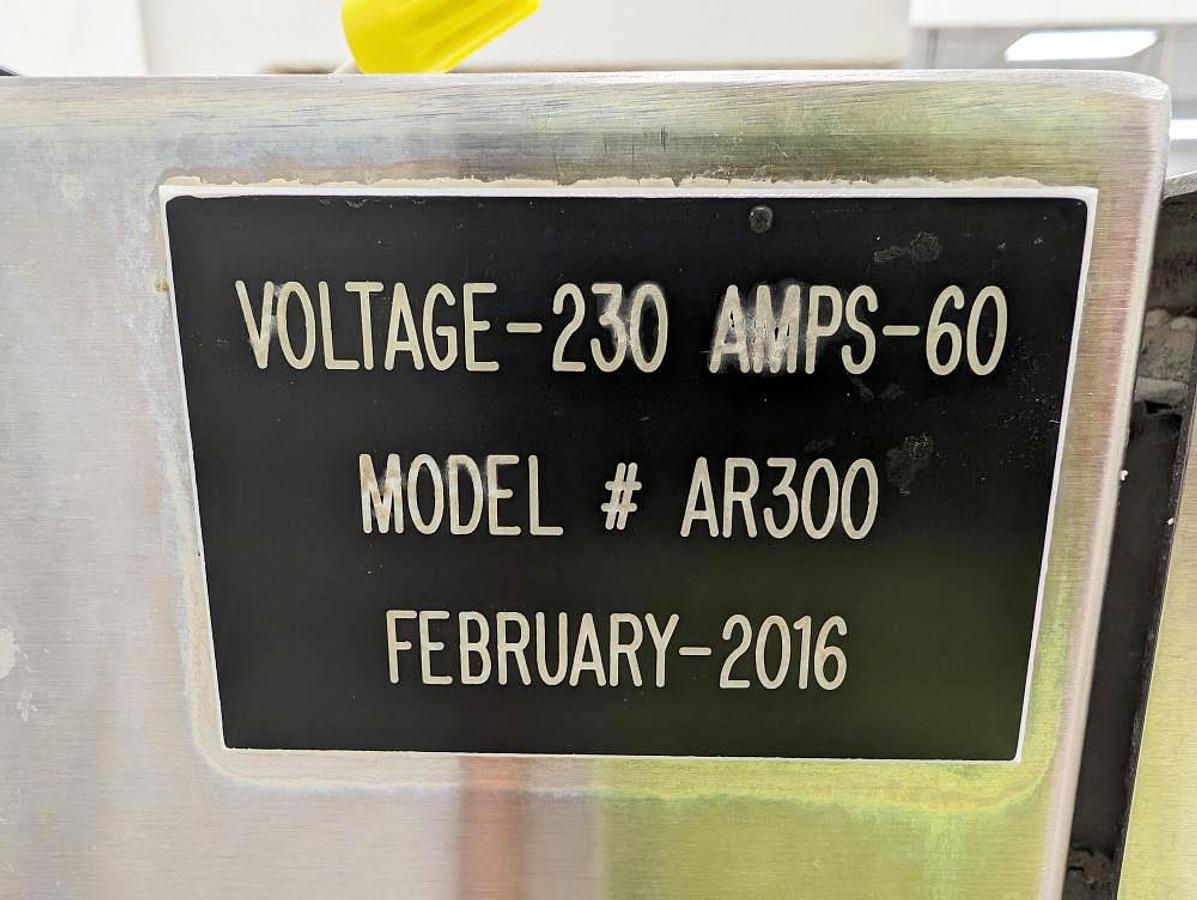 VOLTAGE-230 AMPS-60
MODEL # AR300
FEBRUARY-2016